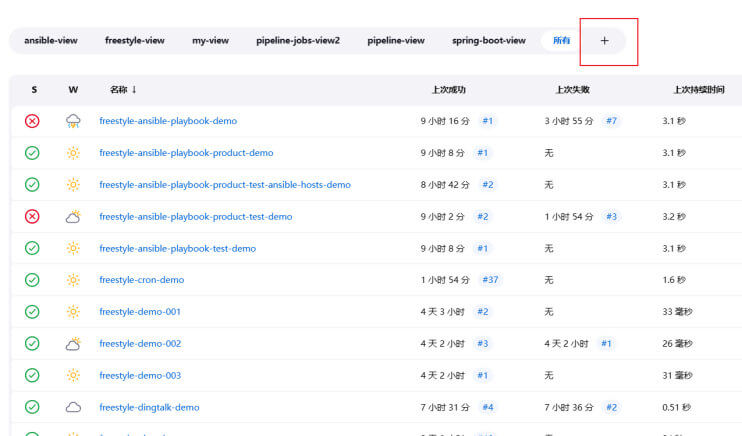 ansible-view freestyle-view my-view pipeline-jobs-view2 pipeline-view spring-boot-view 所有 +
S W 名称 ↓ 上次成功 上次失败 上次持续时间
freestyle-ansible-playbook-demo 9 小时 16 分 #1 3 小时 55 分 #7 3.1 秒
freestyle-ansible-playbook-product-demo 9 小时 8 分 #1 无 3.1 秒
freestyle-ansible-playbook-product-test-ansible-hosts-demo 8 小时 42 分 #2 无 3.1 秒
freestyle-ansible-playbook-product-test-demo 9 小时 2 分 #2 1 小时 54 分 #3 3.2 秒
freestyle-ansible-playbook-test-demo 9 小时 8 分 #1 无 3.1 秒
freestyle-cron-demo 1 小时 54 分 #37 无 1.6 秒
freestyle-demo-001 4 天 3 小时 #2 无 33 毫秒
freestyle-demo-002 4 天 2 小时 #3 4 天 2 小时 #1 26 毫秒
freestyle-demo-003 4 天 2 小时 #1 无 31 毫秒
freestyle-dingtalk-demo 7 小时 31 分 #4 7 小时 36 分 #2 0.51 秒